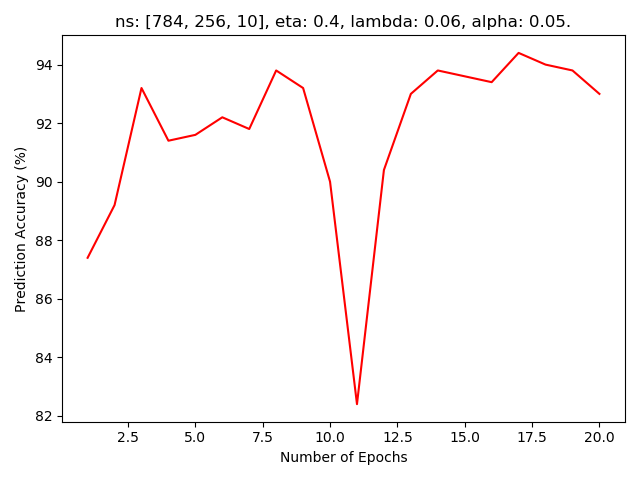 ns: [784, 256, 10], eta: 0.4, lambda: 0.06, alpha: 0.05.
Prediction Accuracy (%)
94
92
90
88
86
84
82
2.5 5.0 7.5 10.0 12.5 15.0 17.5 20.0
Number of Epochs